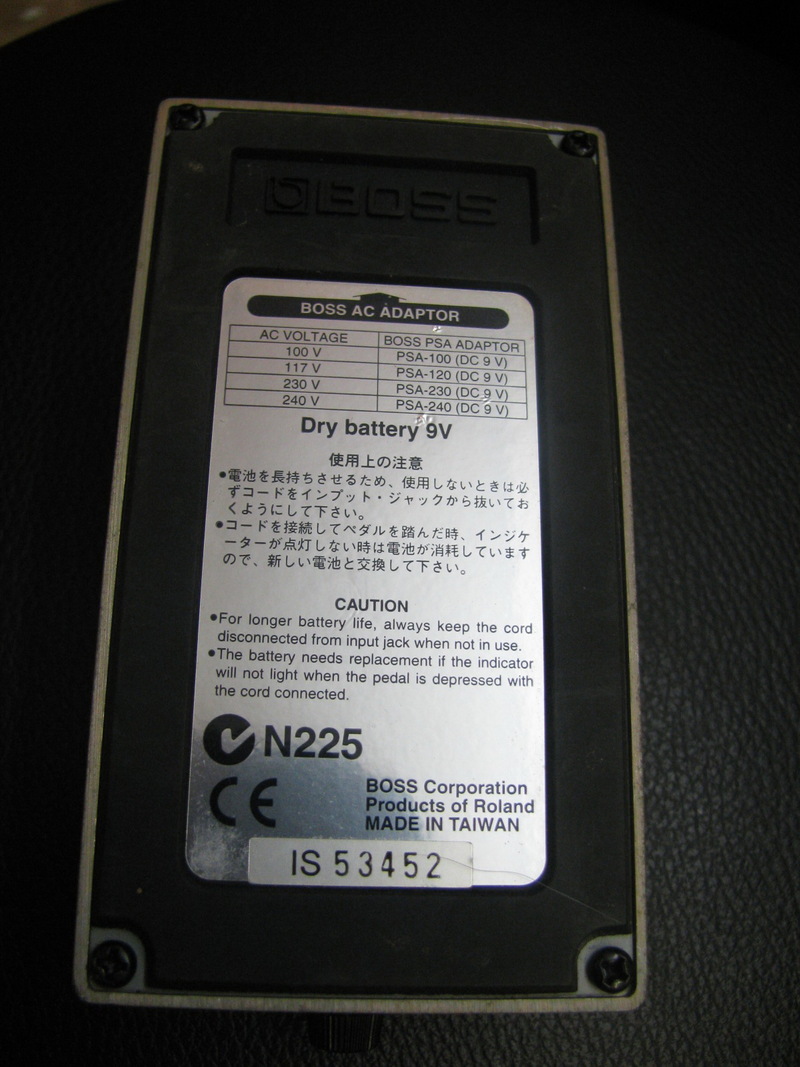 BOSS
BOSS AC ADAPTOR
AC VOLTAGE BOSS PSA ADAPTOR
100 V PSA-100 (DC 9 V)
117 V PSA-120 (DC 9 V)
230 V PSA-230 (DC 9 V)
240 V PSA-240 (DC 9 V)
Dry battery 9V
使用上の注意
●電池を長持ちさせるため、使用しないときは必
ずコードをインプット・ジャックから抜いてお
くようにして下さい。
●コードを接続してペダルを踏んだ時、インジケ
ーターが点灯しない時は電池が消耗しています
ので、新しい電池と交換して下さい。
CAUTION
●For longer battery life, always keep the cord
disconnected from input jack when not in use.
●The battery needs replacement if the indicator
will not light when the pedal is depressed with
the cord connected.
N225
CE
BOSS Corporation
Products of Roland
MADE IN TAIWAN
IS 53452